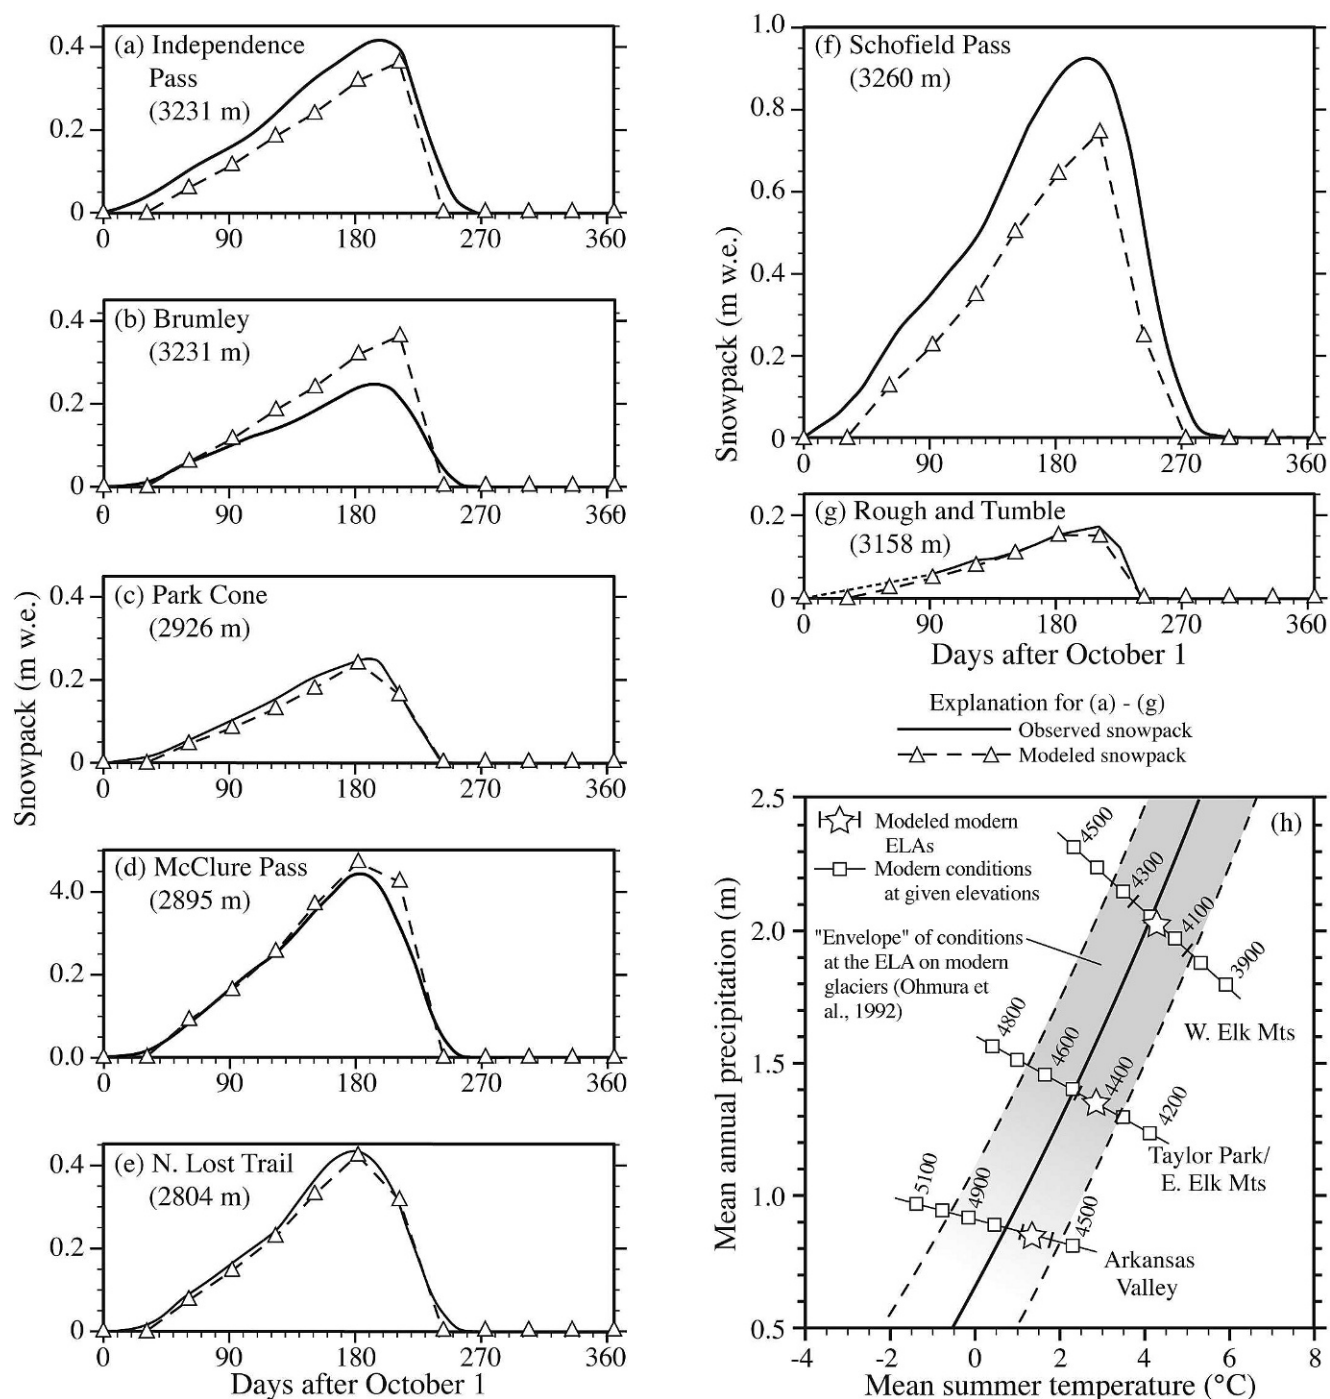 (a) Independence
Pass
(3231 m)
0.4
0.2
0
0 90 180 270 360
(b) Brumley
(3231 m)
0.4
0.2
0
0 90 180 270 360
(c) Park Cone
(2926 m)
0.4
0.2
0
0 90 180 270 360
(d) McClure Pass
(2895 m)
4.0
0.2
0.0
0 90 180 270 360
(e) N. Lost Trail
(2804 m)
0.4
0.2
0
0 90 180 270 360
Snowpack (m w.e.)
Days after October 1
(f) Schofield Pass
(3260 m)
1.0
0.8
0.6
0.4
0.2
0
0 90 180 270 360
Snowpack (m w.e.)
(g) Rough and Tumble
(3158 m)
0.2
0
0 90 180 270 360
Days after October 1
Explanation for (a) - (g)
Observed snowpack
Modeled snowpack
(h)
Modeled modern
ELAs
Modern conditions
at given elevations
"Envelope" of conditions
at the ELA on modern
glaciers (Ohmura et
al., 1992)
4500
4300
4100
3900
W. Elk Mts
4800
4600
4400
4200
Taylor Park/
E. Elk Mts
5100
4900
4500
Arkansas
Valley
2.5
2.0
1.5
1.0
0.5
-4 -2 0 2 4 6 8
Mean annual precipitation (m)
Mean summer temperature (°C)